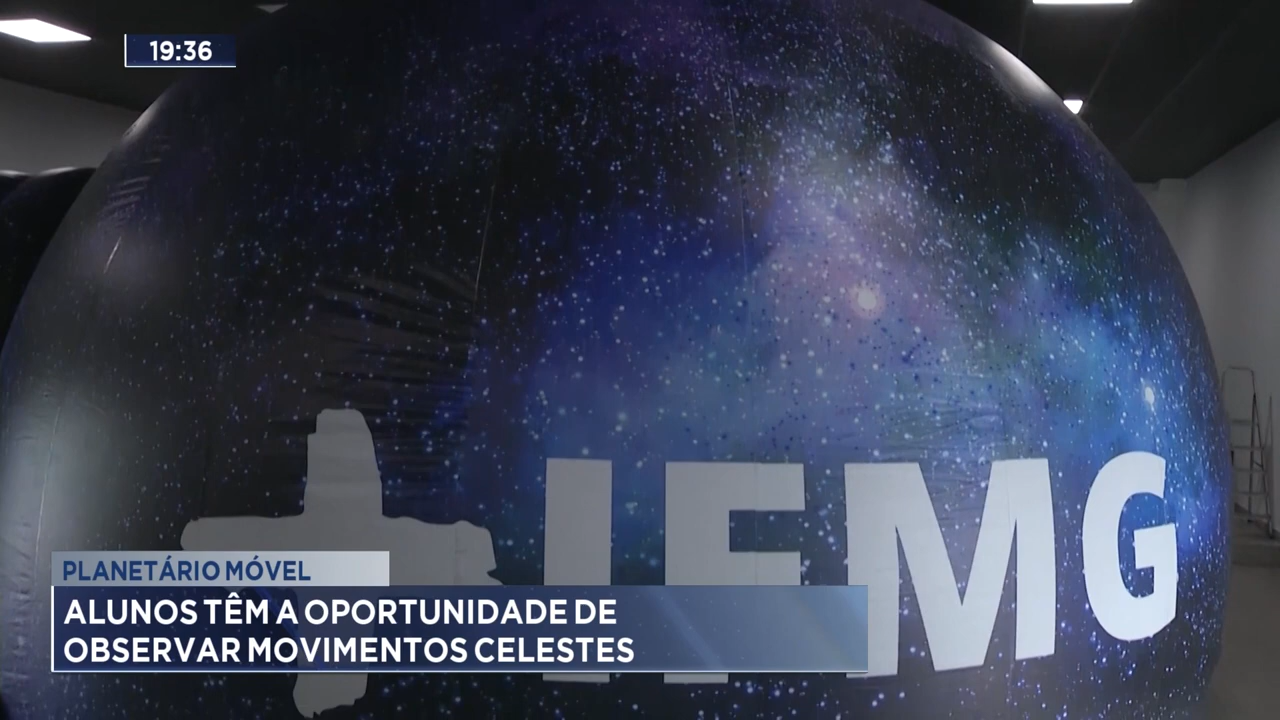 19:36
IFMG
PLANETÁRIO MÓVEL
ALUNOS TÊM A OPORTUNIDADE DE
OBSERVAR MOVIMENTOS CELESTES